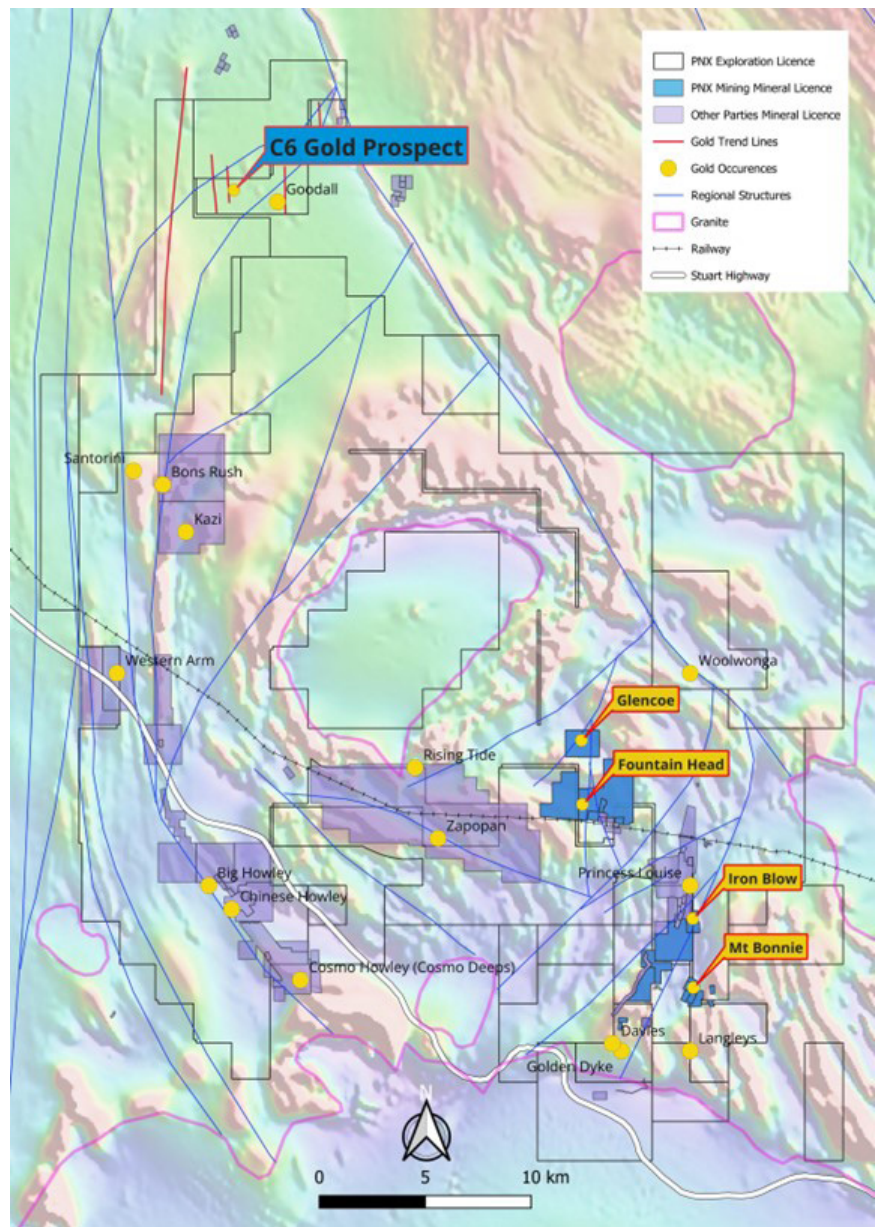 PNX Exploration Licence
PNX Mining Mineral Licence
Other Parties Mineral Licence
Gold Trend Lines
Gold Occurences
Regional Structures
Granite
Railway
Stuart Highway
C6 Gold Prospect
Goodall
Santorini
Bons Rush
Kazi
Western Arm
Woolwonga
Glencoe
Rising Tide
Fountain Head
Zapopan
Big Howley
Princess Louise
Iron Blow
Chinese Howley
Mt Bonnie
Cosmo Howley (Cosmo Deeps)
Davies
Langleys
Golden Dyke
N
0 5 10 km